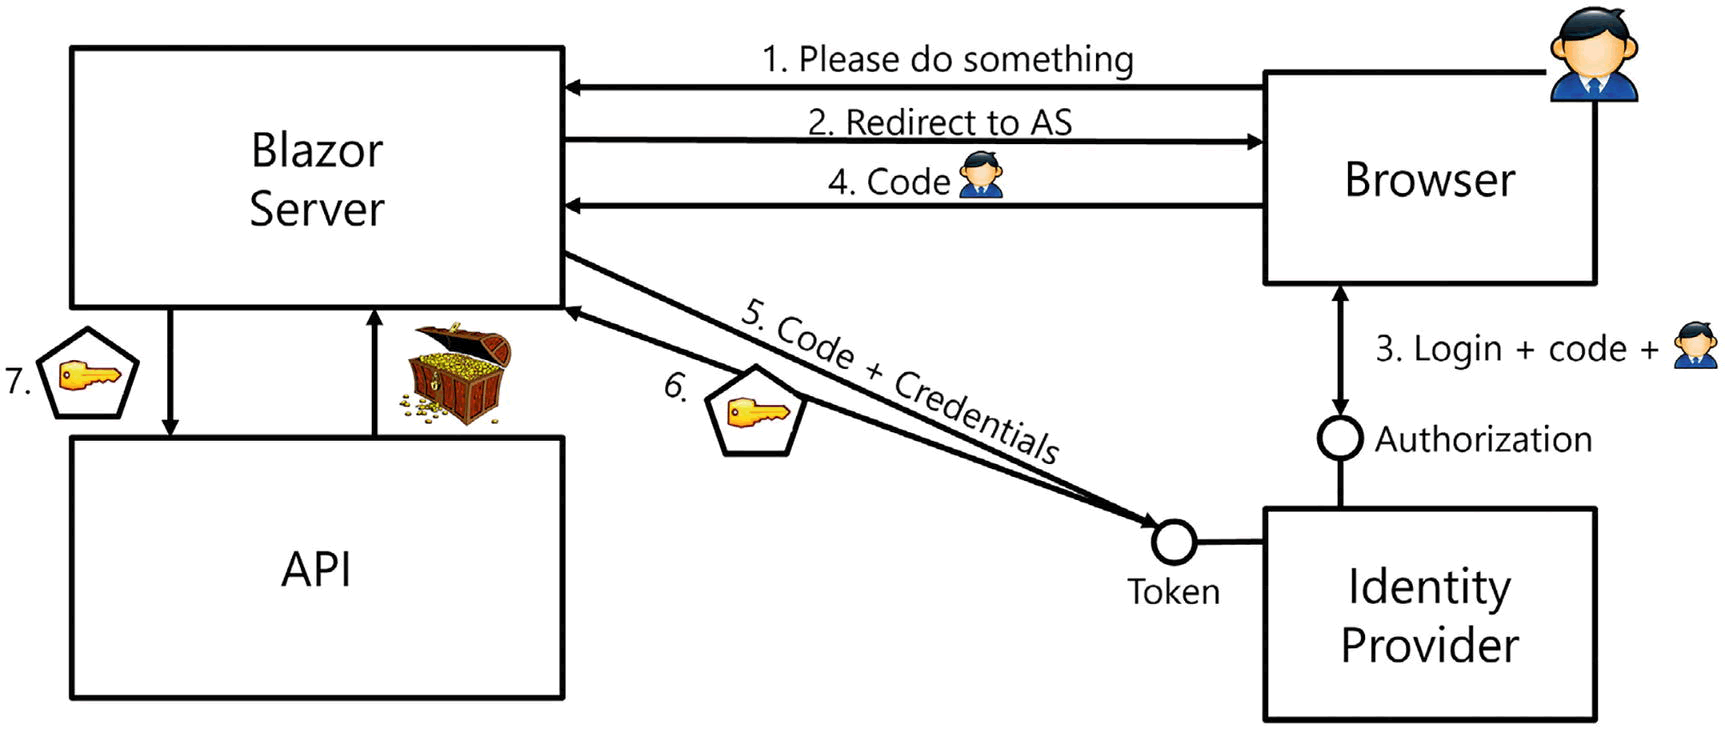 1. Please do something
2. Redirect to AS
4. Code
Blazor
Server
Browser
5. Code + Credentials
3. Login + code +
6.
7.
Authorization
API
Token
Identity
Provider